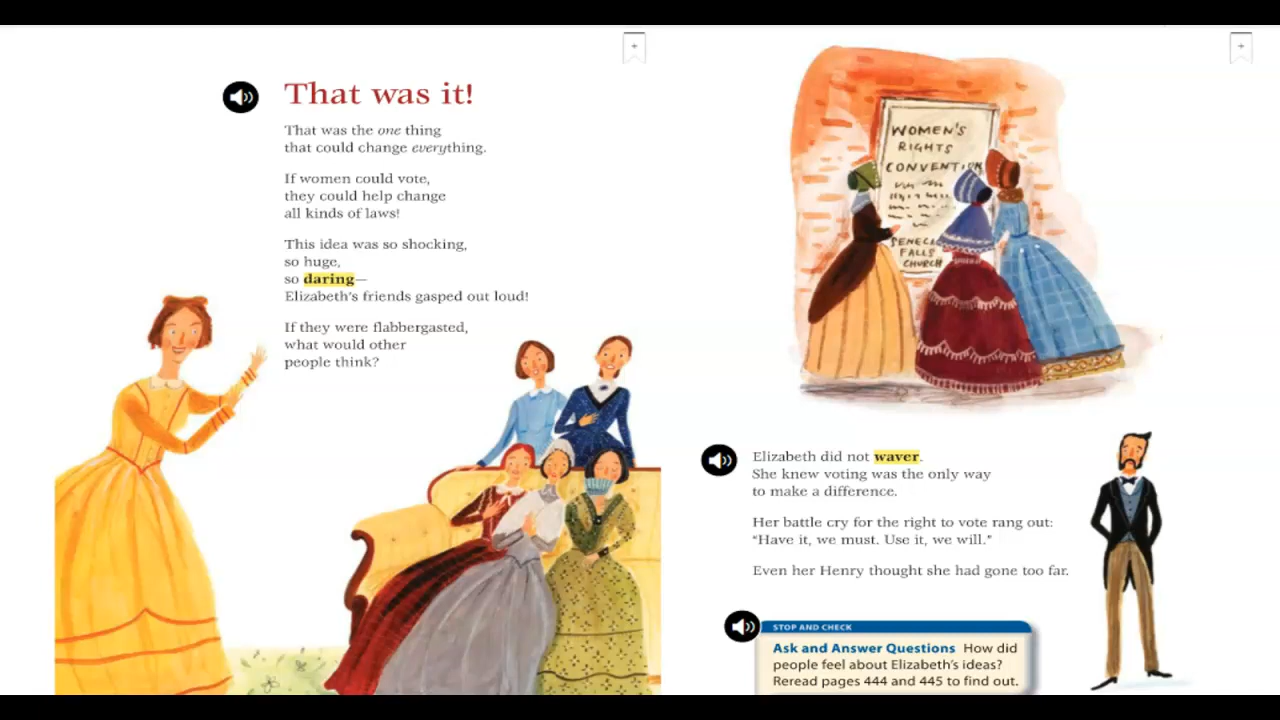 That was it!
That was the one thing
that could change everything.
If women could vote,
they could help change
all kinds of laws!
This idea was so shocking,
so huge,
so daring—
Elizabeth's friends gasped out loud!
If they were flabbergasted,
what would other
people think?
WOMEN'S
RIGHTS
CONVENTION
SENECA
FALLS
CHURCH
Elizabeth did not waver.
She knew voting was the only way
to make a difference.
Her battle cry for the right to vote rang out:
“Have it, we must. Use it, we will.”
Even her Henry thought she had gone too far.
STOP AND CHECK
Ask and Answer Questions How did
people feel about Elizabeth's ideas?
Reread pages 444 and 445 to find out.